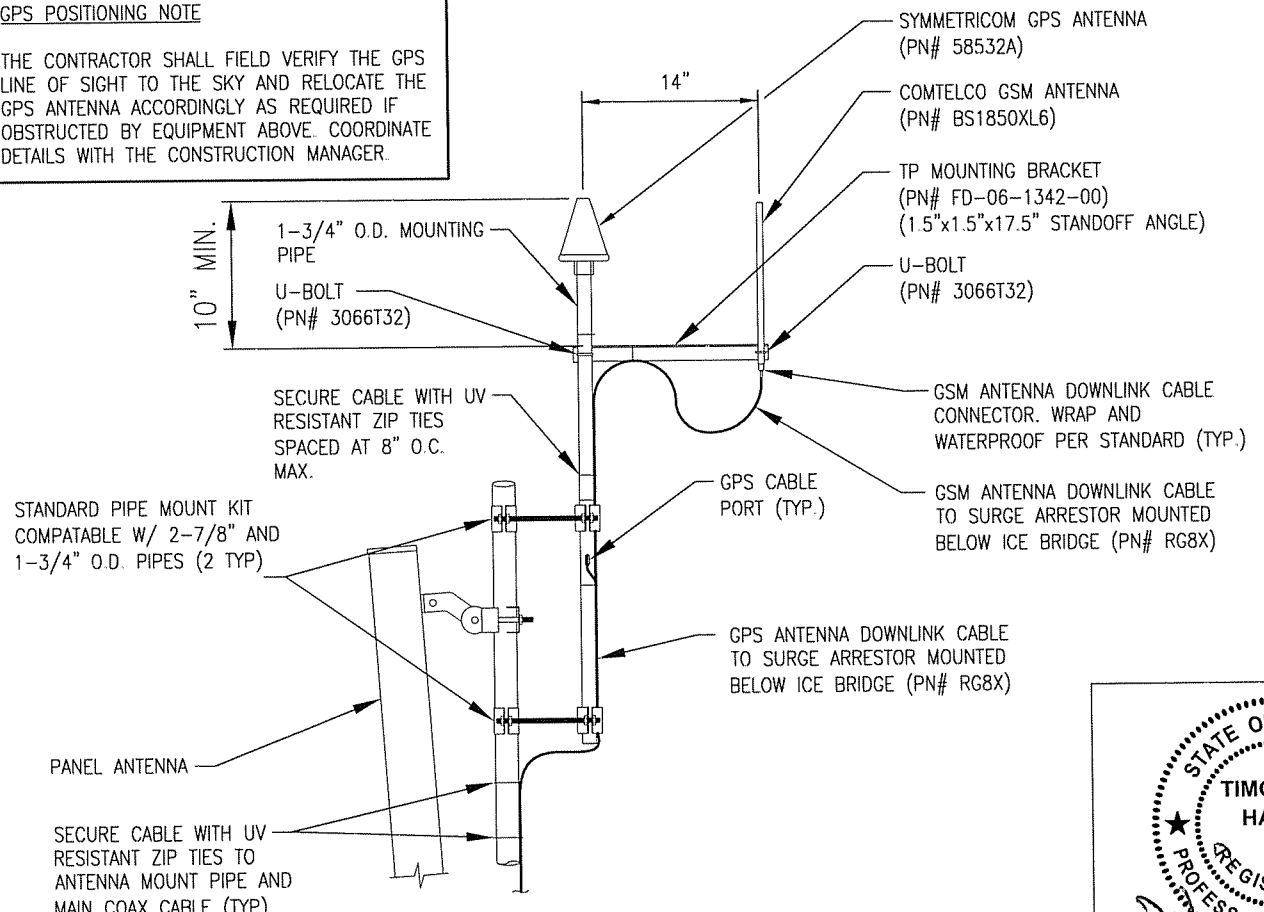 GPS POSITIONING NOTE
THE CONTRACTOR SHALL FIELD VERIFY THE GPS
LINE OF SIGHT TO THE SKY AND RELOCATE THE
GPS ANTENNA ACCORDINGLY AS REQUIRED IF
OBSTRUCTED BY EQUIPMENT ABOVE. COORDINATE
DETAILS WITH THE CONSTRUCTION MANAGER.
SYMMETRICOM GPS ANTENNA
(PN# 58532A)
14"
COMTELCO GSM ANTENNA
(PN# BS1850XL6)
TP MOUNTING BRACKET
(PN# FD-06-1342-00)
(1.5"x1.5"x17.5" STANDOFF ANGLE)
10" MIN.
1-3/4" O.D. MOUNTING
PIPE
U-BOLT
(PN# 3066T32)
U-BOLT
(PN# 3066T32)
SECURE CABLE WITH UV
RESISTANT ZIP TIES
SPACED AT 8" O.C.
MAX.
GSM ANTENNA DOWNLINK CABLE
CONNECTOR. WRAP AND
WATERPROOF PER STANDARD (TYP.)
GPS CABLE
PORT (TYP.)
GSM ANTENNA DOWNLINK CABLE
TO SURGE ARRESTOR MOUNTED
BELOW ICE BRIDGE (PN# RG8X)
STANDARD PIPE MOUNT KIT
COMPATABLE W/ 2-7/8" AND
1-3/4" O.D. PIPES (2 TYP)
GPS ANTENNA DOWNLINK CABLE
TO SURGE ARRESTOR MOUNTED
BELOW ICE BRIDGE (PN# RG8X)
PANEL ANTENNA
SECURE CABLE WITH UV
RESISTANT ZIP TIES TO
ANTENNA MOUNT PIPE AND
MAIN COAX CABLE (TYP)
STATE O
TIMO
HA
REGIS
PROFESS